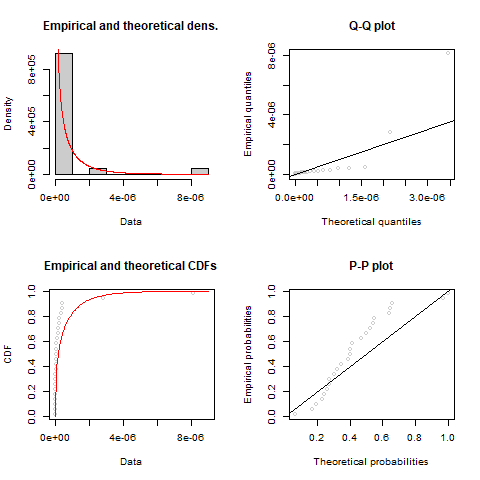 Empirical and theoretical dens.
Density
0e+00 4e+05 8e+05
0e+00 4e-06 8e-06
Data
Q-Q plot
Empirical quantiles
0e+00 4e-06 8e-06
0.0e+00 1.5e-06 3.0e-06
Theoretical quantiles
Empirical and theoretical CDFs
CDF
0.0 0.2 0.4 0.6 0.8 1.0
0e+00 4e-06 8e-06
Data
P-P plot
Empirical probabilities
0.0 0.2 0.4 0.6 0.8 1.0
0.2 0.4 0.6 0.8 1.0
Theoretical probabilities